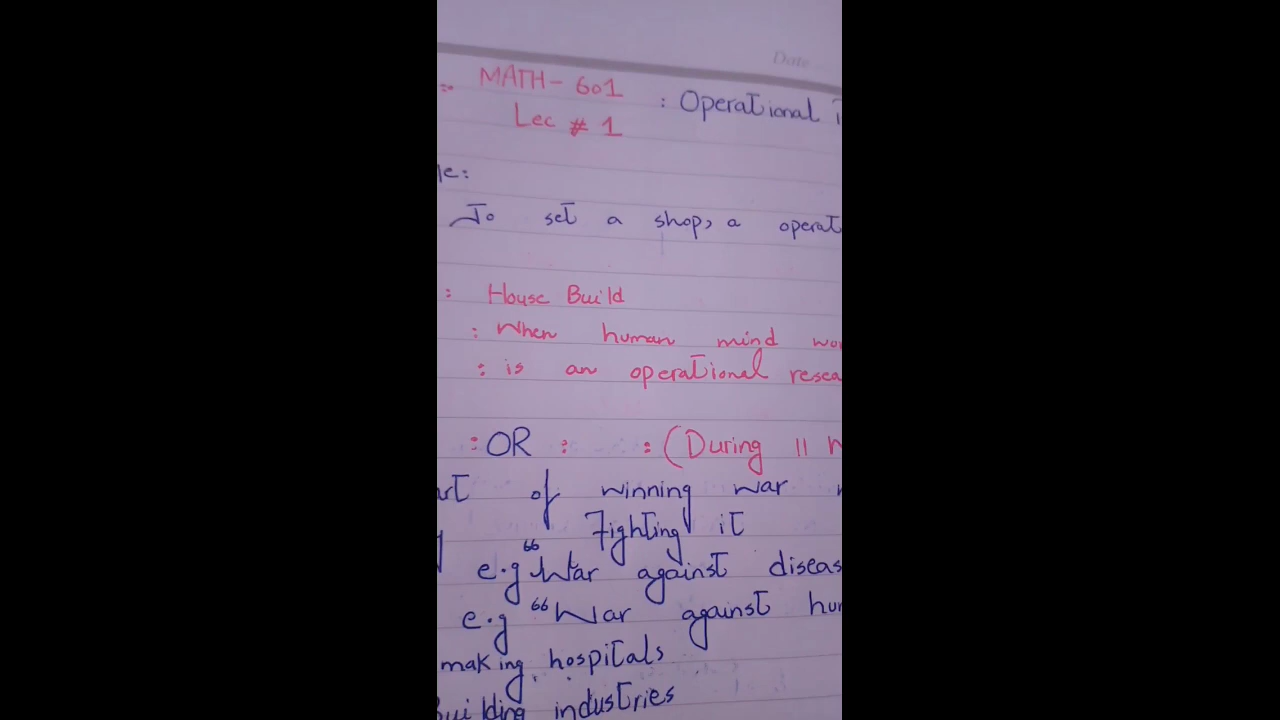 Date
MATH-601 : Operational
Lec # 1
To set a shop, a operat
: House Build
: When human mind wo
: is an operational resea
: OR : : (During II W
of winning war
Fighting it
e.g “War against diseas
e.g “War against hu
making hospitals
Building industries